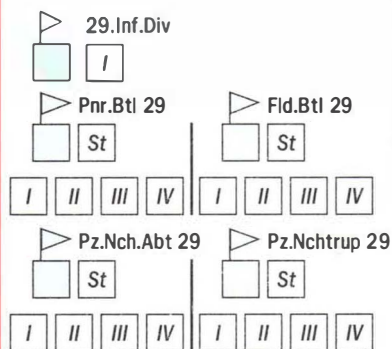 29.Inf.Div
I
Pnr.Btl 29 Fld.Btl 29
St St
I II III IV I II III IV
Pz.Nch.Abt 29 Pz.Nchtrup 29
St St
I II III IV I II III IV